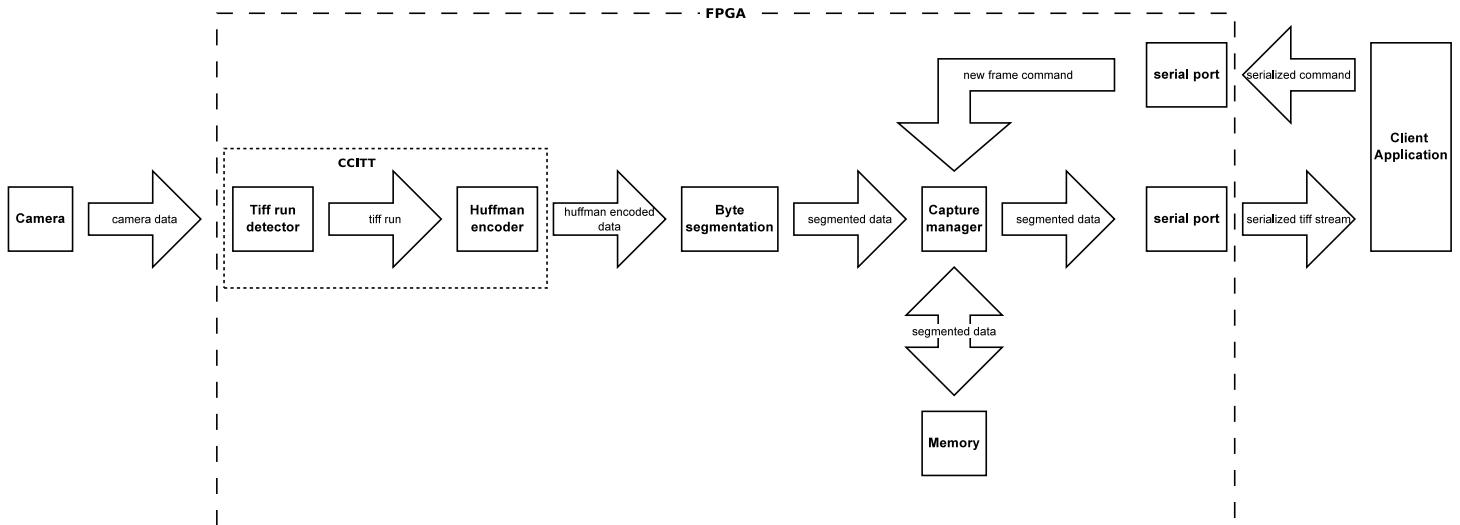 FPGA
new frame command
serial port
serialized command
Client
Application
CCITT
Camera
camera data
Tiff run
detector
tiff run
Huffman
encoder
huffman encoded
data
Byte
segmentation
segmented data
Capture
manager
segmented data
serial port
serialized tiff stream
segmented data
Memory